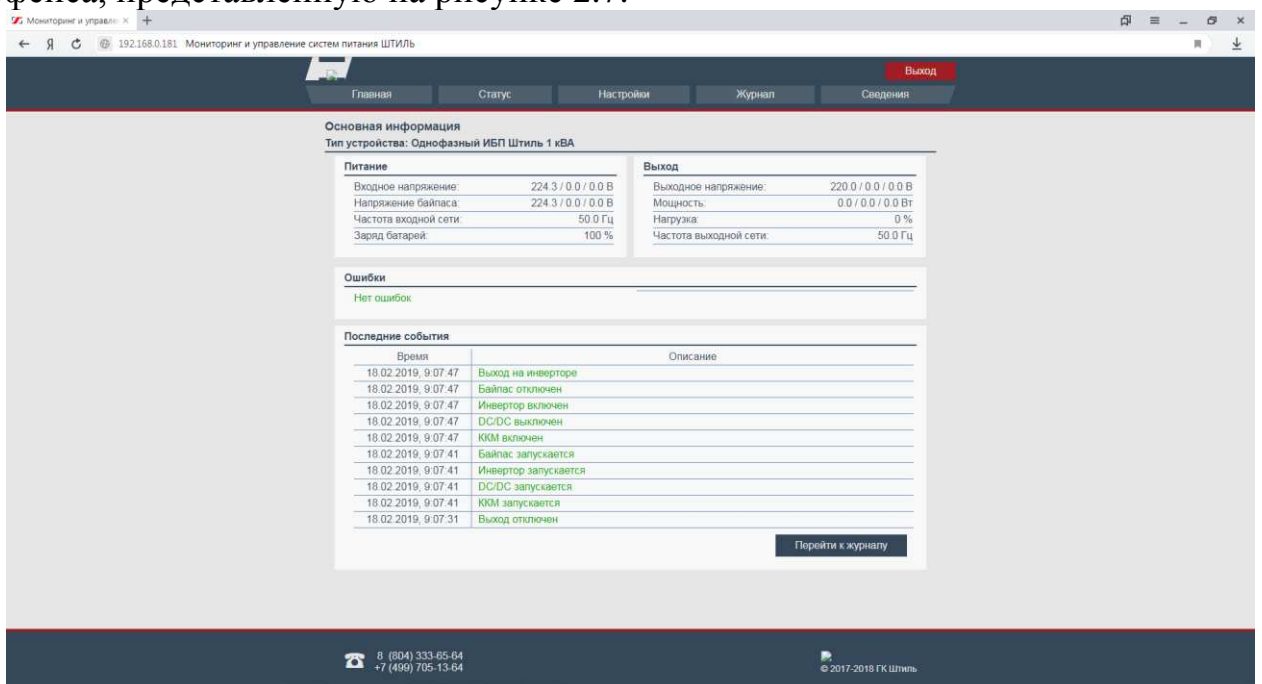 фейса, представленную на рисунке 2.7.
Мониторинг и управле
192.168.0.181 Мониторинг и управление систем питания ШТИЛЬ
Выход
Главная Статус Настройки Журнал Сведения
Основная информация
Тип устройства: Однофазный ИБП Штиль 1 кВА
Питание
Входное напряжение: 224.3 / 0.0 / 0.0 В
Напряжение байпаса: 224.3 / 0.0 / 0.0 В
Частота входной сети: 50.0 Гц
Заряд батарей: 100 %
Выход
Выходное напряжение: 220.0 / 0.0 / 0.0 В
Мощность: 0.0 / 0.0 / 0.0 Вт
Нагрузка: 0 %
Частота выходной сети: 50.0 Гц
Ошибки
Нет ошибок
Последние события
Время Описание
18.02.2019, 9:07:47 Выход на инверторе
18.02.2019, 9:07:47 Байпас отключен
18.02.2019, 9:07:47 Инвертор включен
18.02.2019, 9:07:47 DC/DC выключен
18.02.2019, 9:07:47 ККМ включен
18.02.2019, 9:07:41 Байпас запускается
18.02.2019, 9:07:41 Инвертор запускается
18.02.2019, 9:07:41 DC/DC запускается
18.02.2019, 9:07:41 ККМ запускается
18.02.2019, 9:07:31 Выход отключен
Перейти к журналу
8 (804) 333-65-64
+7 (499) 705-13-64
© 2017-2018 ГК Штиль